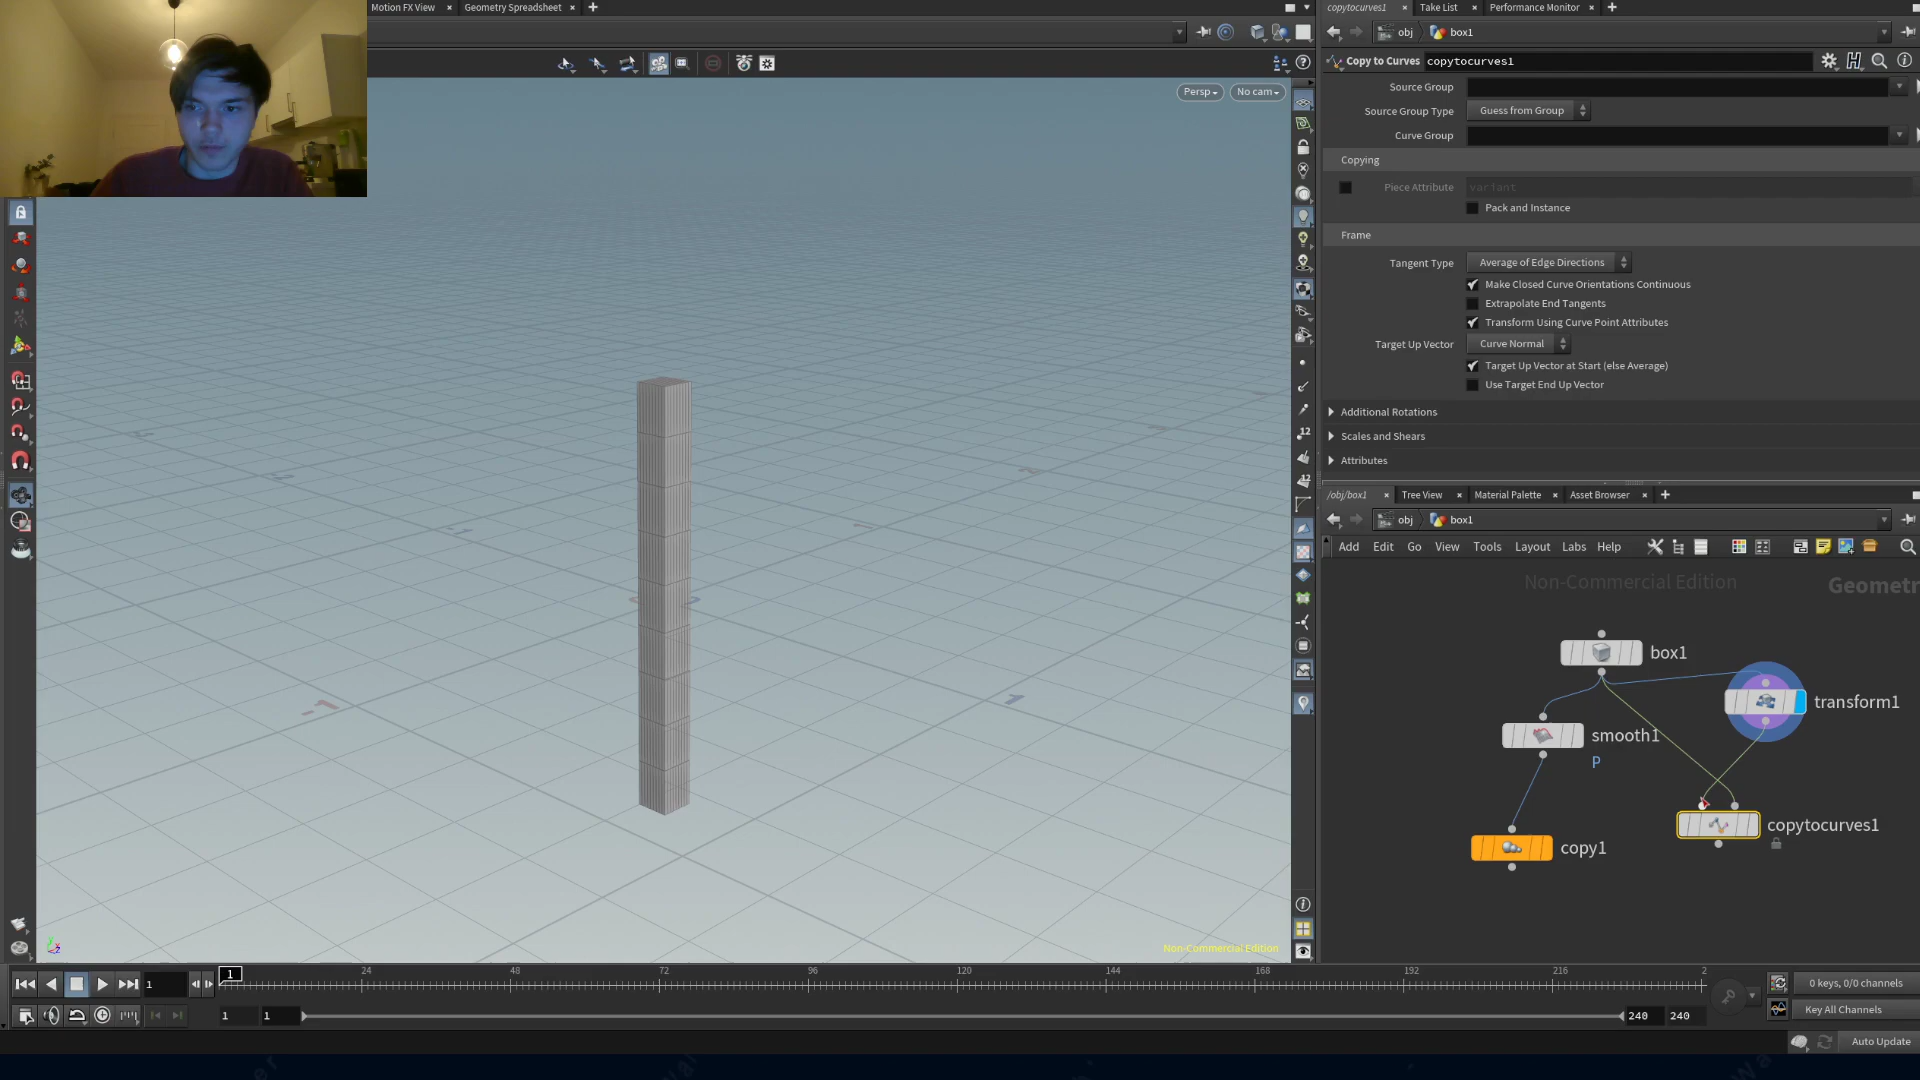 Motion FX View
Geometry Spreadsheet
copytocurves1
Take List
Performance Monitor
obj
box1
Copy to Curves
copytocurves1
Persp
No cam
Source Group
Source Group Type
Guess from Group
Curve Group
Copying
Piece Attribute
variant
Pack and Instance
Frame
Tangent Type
Average of Edge Directions
Make Closed Curve Orientations Continuous
Extrapolate End Tangents
Transform Using Curve Point Attributes
Target Up Vector
Curve Normal
Target Up Vector at Start (else Average)
Use Target End Up Vector
Additional Rotations
Scales and Shears
Attributes
/obj/box1
Tree View
Material Palette
Asset Browser
obj
box1
Add
Edit
Go
View
Tools
Layout
Labs
Help
Non-Commercial Edition
Geometr
box1
transform1
smooth1
P
copytocurves1
copy1
Non-Commercial Edition
12
12
1
1
24
48
72
96
120
144
168
192
216
2
0 keys, 0/0 channels
1
1
240
240
Key All Channels
Auto Update